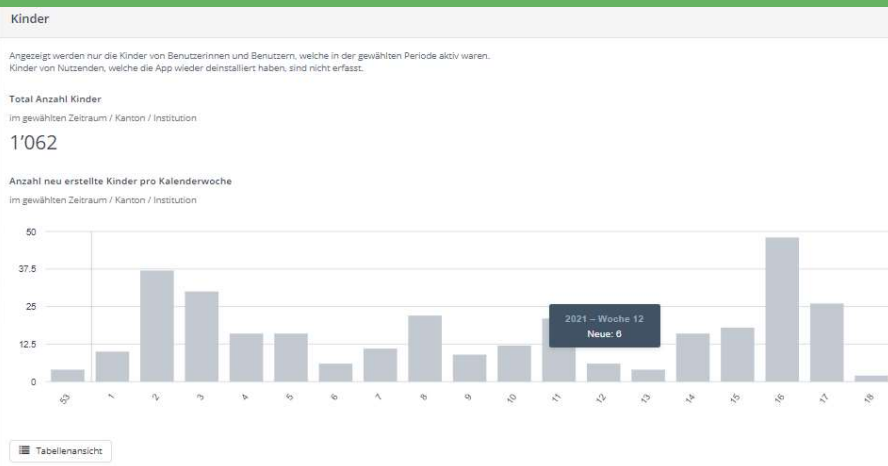 Kinder
Angezeigt werden nur die Kinder von Benutzerinnen und Benutzern, welche in der gewählten Periode aktiv waren.
Kinder von Nutzenden, welche die App wieder deinstalliert haben, sind nicht erfasst.
Total Anzahl Kinder
im gewählten Zeitraum / Kanton / Institution
1’062
Anzahl neu erstellte Kinder pro Kalenderwoche
im gewählten Zeitraum / Kanton / Institution
50
37.5
25
12.5
0
2021 – Woche 12
Neue: 6
53 1 2 3 4 5 6 7 8 9 10 11 12 13 14 15 16 17 18
Tabellenansicht